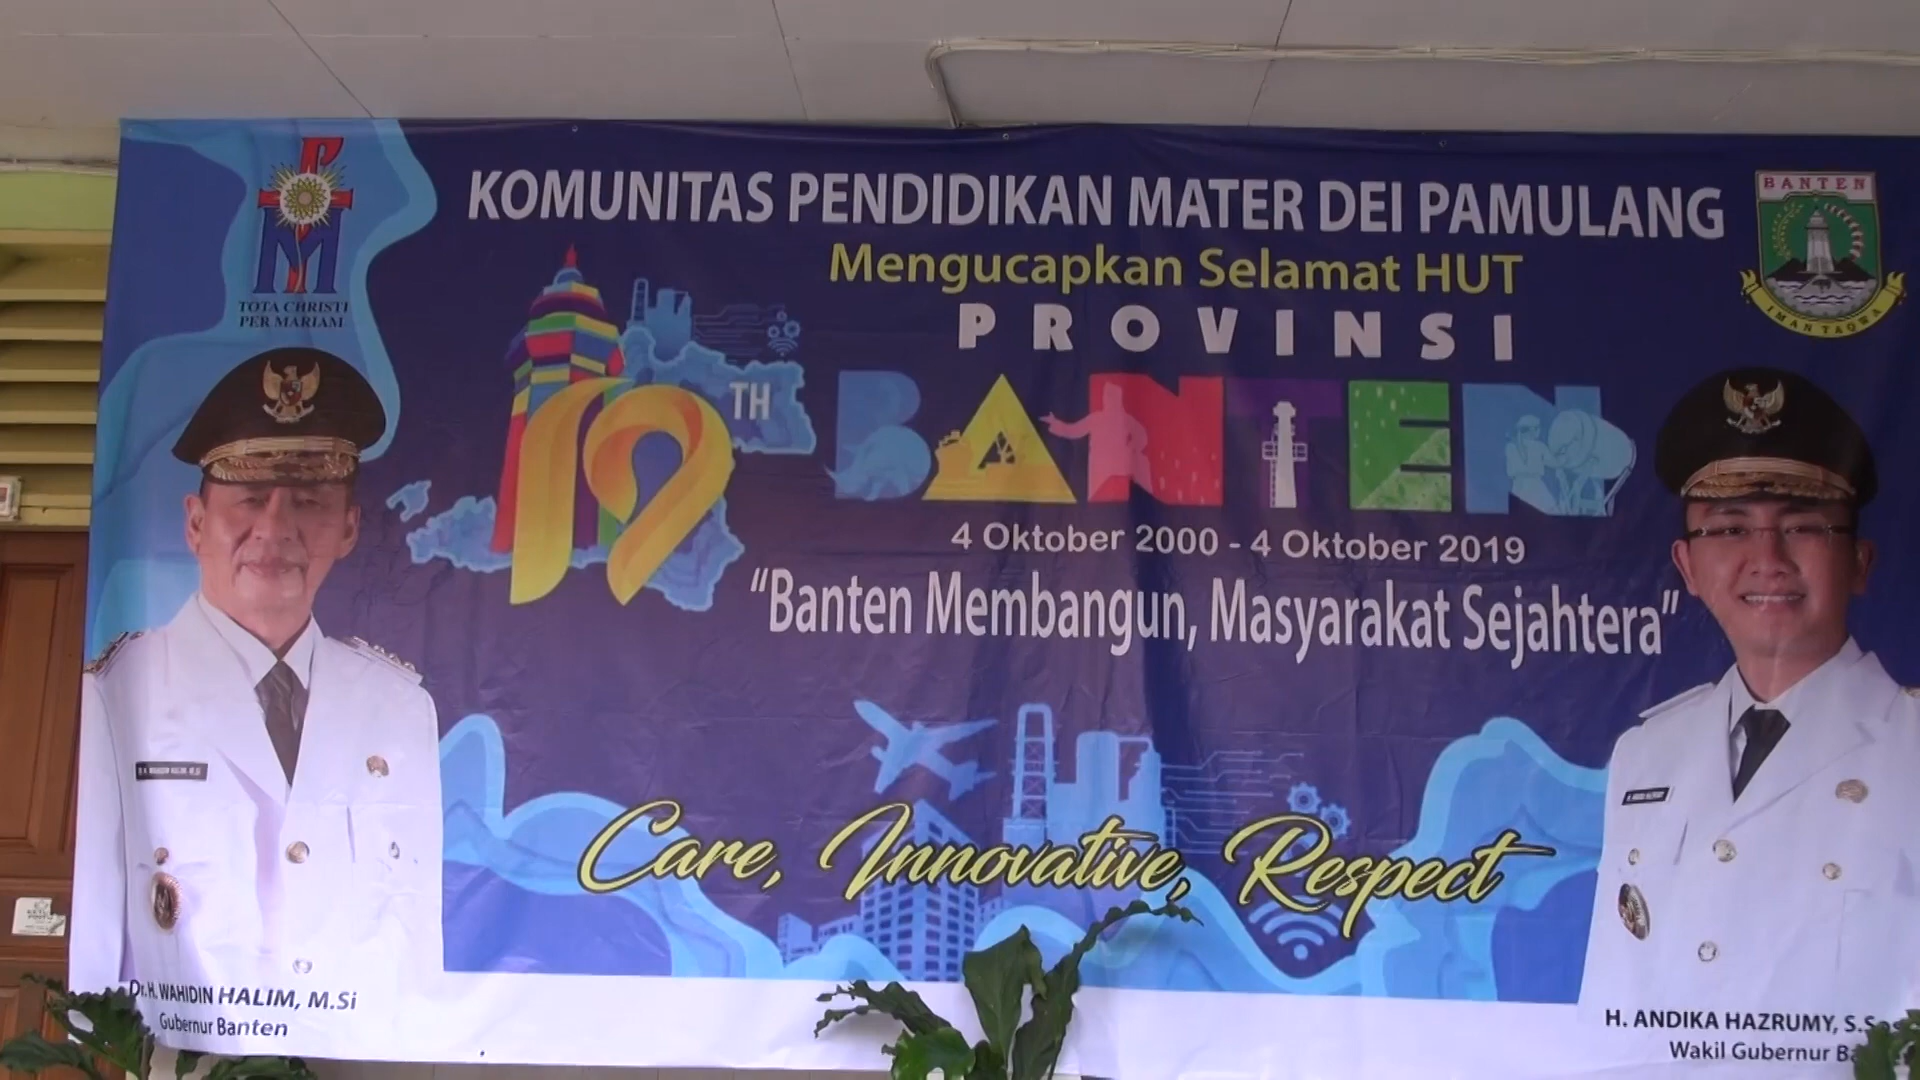 KOMUNITAS PENDIDIKAN MATER DEI PAMULANG
Mengucapkan Selamat HUT
PROVINSI
19TH BANTEN
4 Oktober 2000 - 4 Oktober 2019
“Banten Membangun, Masyarakat Sejahtera”
Care, Innovative, Respect
TOTA CHRISTI
PER MARIAM
BANTEN
IMAN TAQWA
Dr. H. WAHIDIN HALIM, M.Si
Gubernur Banten
H. ANDIKA HAZRUMY,
Wakil Gubernur